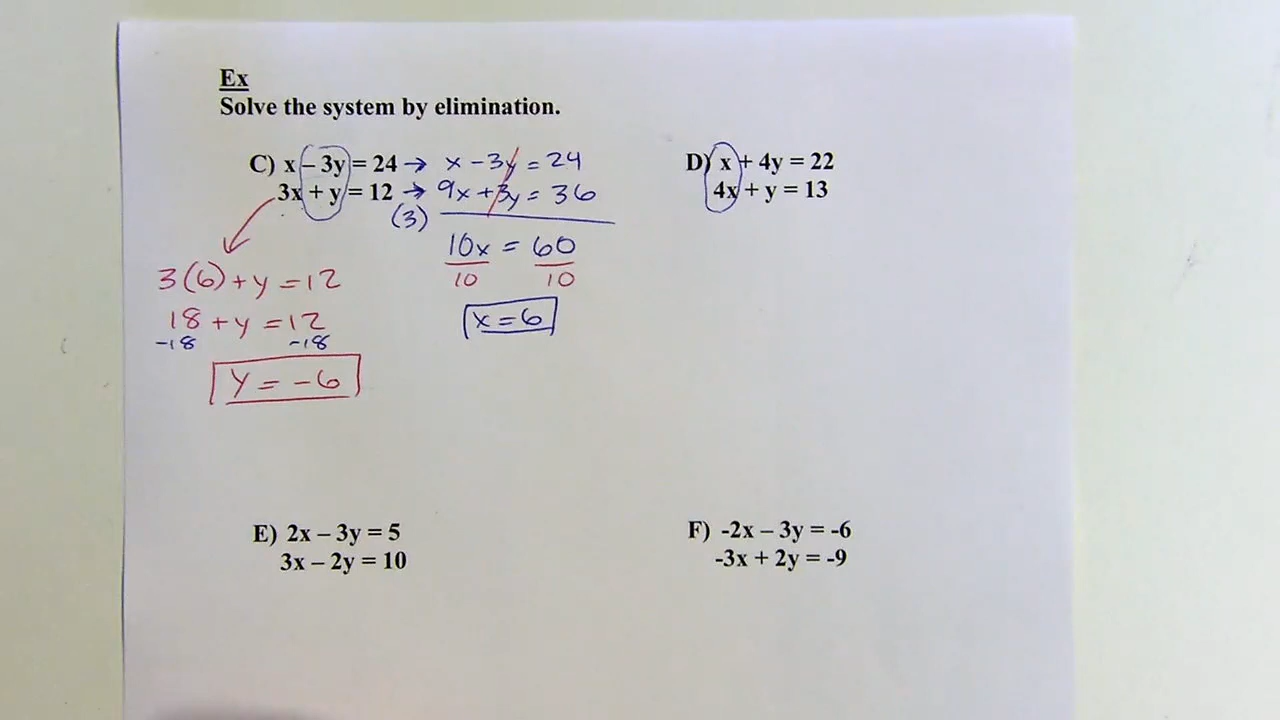 Ex
Solve the system by elimination.
C) x – 3y = 24 → x - 3y = 24
3x + y = 12 → 9x + 3y = 36
(3)
10x = 60
10 10
x = 6
3(6) + y = 12
18 + y = 12
-18 -18
y = -6
D) x + 4y = 22
4x + y = 13
E) 2x – 3y = 5
3x – 2y = 10
F) -2x – 3y = -6
-3x + 2y = -9